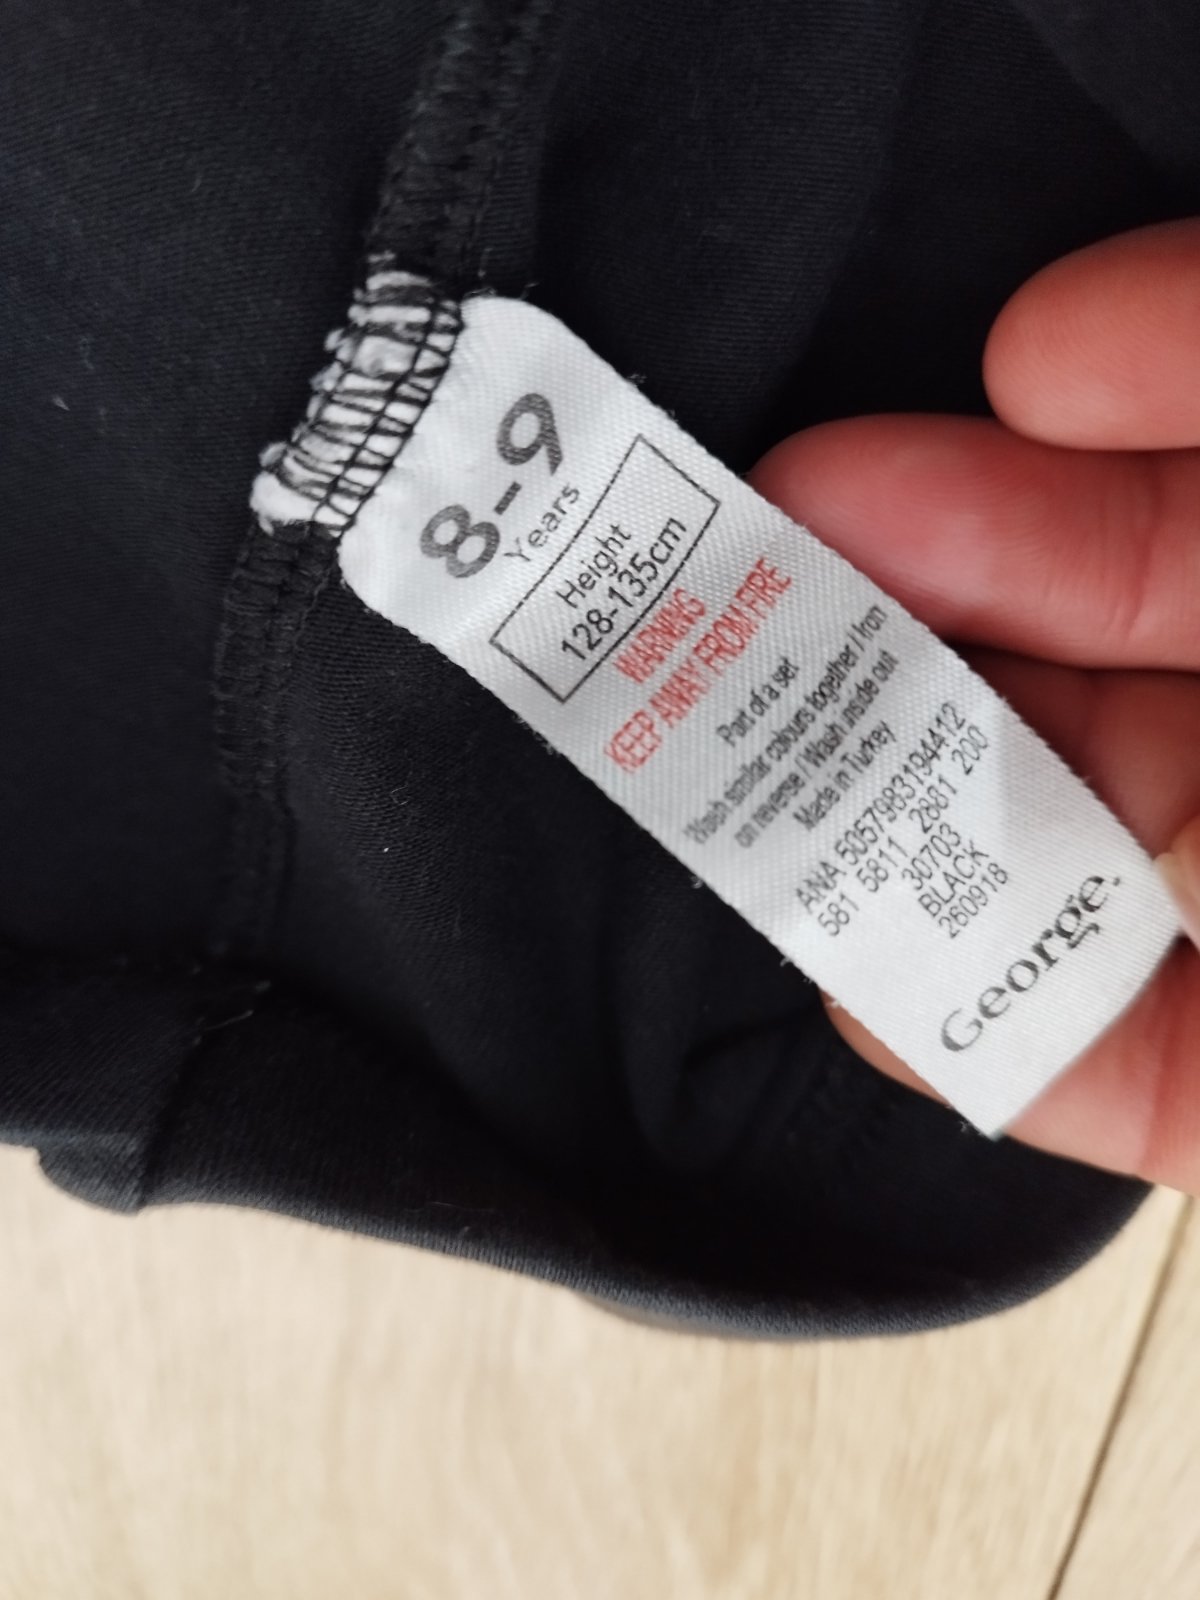 8-9
Years
Height
128-135cm
WARNING
KEEP AWAY FROM FIRE
Part of a set
Wash similar colours together / Iron
on reverse / Wash inside out
Made in Turkey
ANA 5057983194412
581 5811 2881 200
30703
BLACK
260918
George.